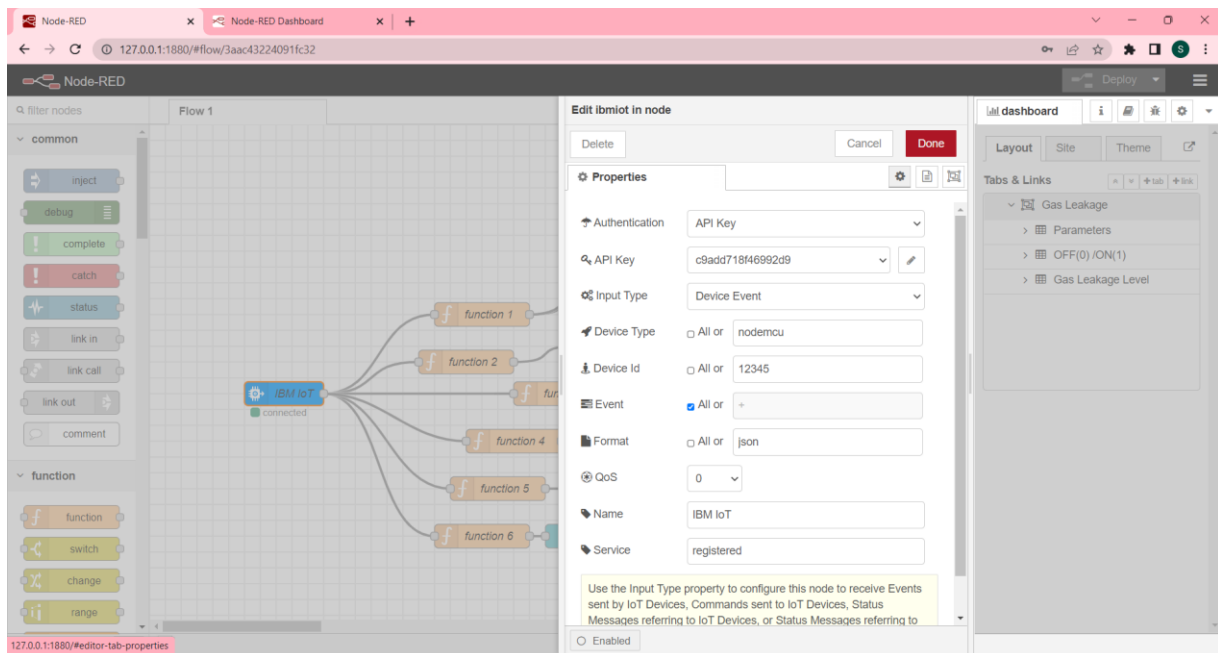 Node-RED
Node-RED Dashboard
127.0.0.1:1880/#flow/3aac43224091fc32
S
Node-RED
Deploy
filter nodes
Flow 1
common
inject
debug
complete
catch
status
link in
link call
link out
comment
function
function
switch
change
range
IBM IoT
connected
function 1
function 2
fun
function 4
function 5
function 6
Edit ibmiot in node
Delete
Cancel
Done
Properties
Authentication
API Key
API Key
c9add718f46992d9
Input Type
Device Event
Device Type
All or
nodemcu
Device Id
All or
12345
Event
All or
+
Format
All or
json
QoS
0
Name
IBM IoT
Service
registered
Use the Input Type property to configure this node to receive Events
sent by IoT Devices, Commands sent to IoT Devices, Status
Messages referring to IoT Devices, or Status Messages referring to
Enabled
dashboard
i
Layout
Site
Theme
Tabs & Links
+tab
+link
Gas Leakage
Parameters
OFF(0) /ON(1)
Gas Leakage Level
127.0.0.1:1880/#editor-tab-properties